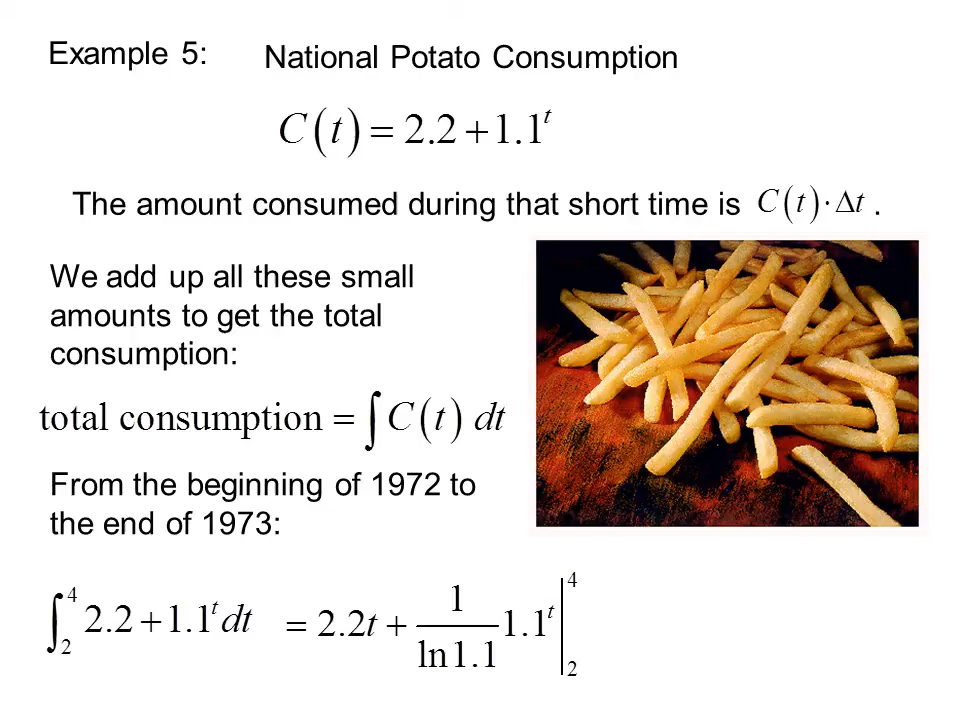 Example 5:
National Potato Consumption
C(t) = 2.2 + 1.1^t
The amount consumed during that short time is C(t)·Δt .
We add up all these small
amounts to get the total
consumption:
total consumption = ∫ C(t) dt
From the beginning of 1972 to
the end of 1973:
∫_2^4 2.2 + 1.1^t dt = 2.2t + \frac{1}{\ln 1.1} 1.1^t |_2^4